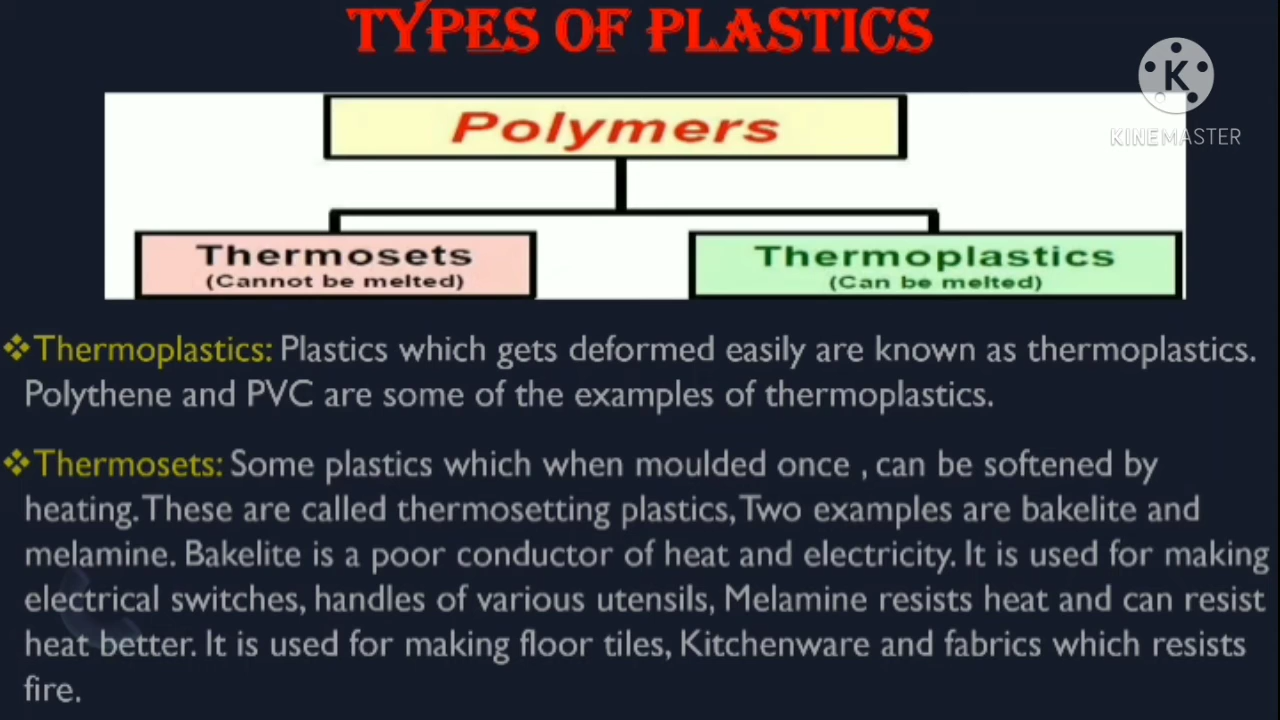 TYPES OF PLASTICS
K
KINEMASTER
Polymers
Thermosets
(Cannot be melted)
Thermoplastics
(Can be melted)
❖Thermoplastics: Plastics which gets deformed easily are known as thermoplastics.
Polythene and PVC are some of the examples of thermoplastics.
❖Thermosets: Some plastics which when moulded once , can be softened by
heating. These are called thermosetting plastics, Two examples are bakelite and
melamine. Bakelite is a poor conductor of heat and electricity. It is used for making
electrical switches, handles of various utensils, Melamine resists heat and can resist
heat better. It is used for making floor tiles, Kitchenware and fabrics which resists
fire.